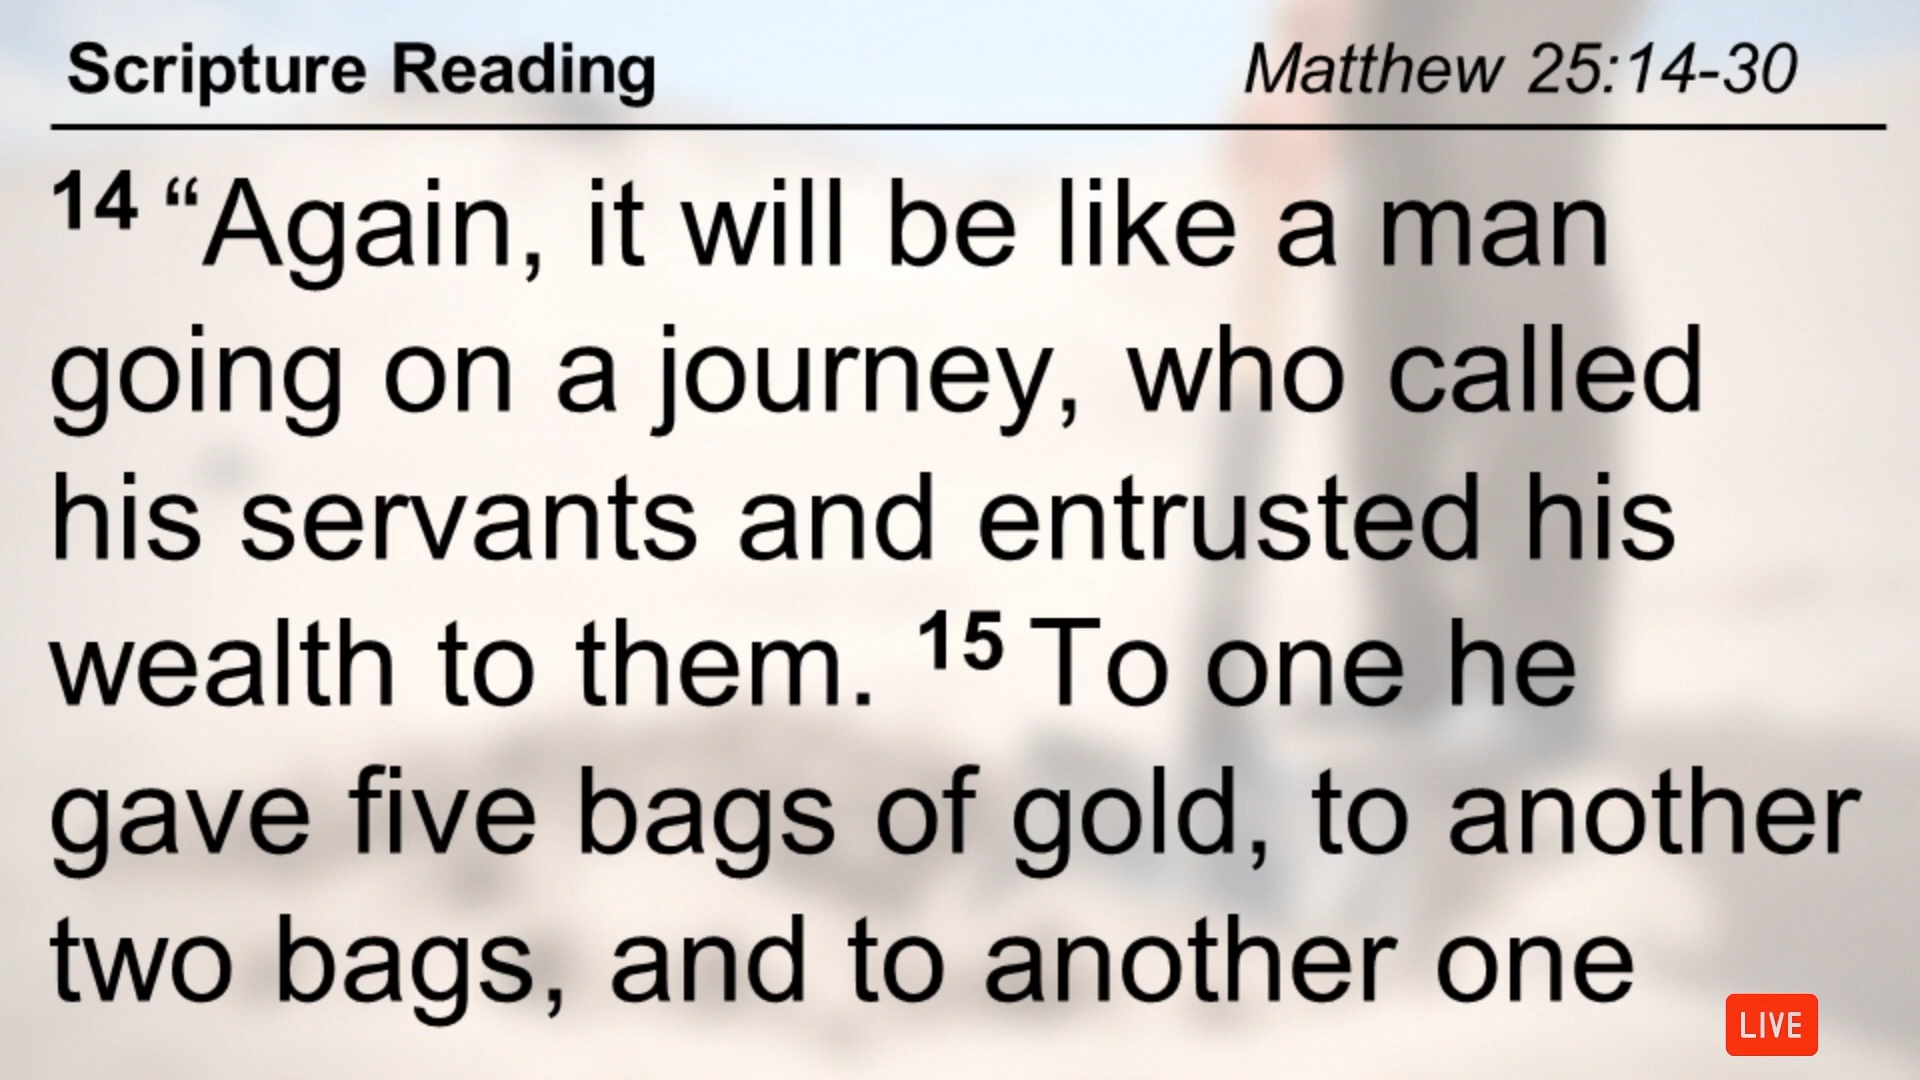 Scripture Reading Matthew 25:14-30
14 “Again, it will be like a man
going on a journey, who called
his servants and entrusted his
wealth to them. 15 To one he
gave five bags of gold, to another
two bags, and to another one
LIVE